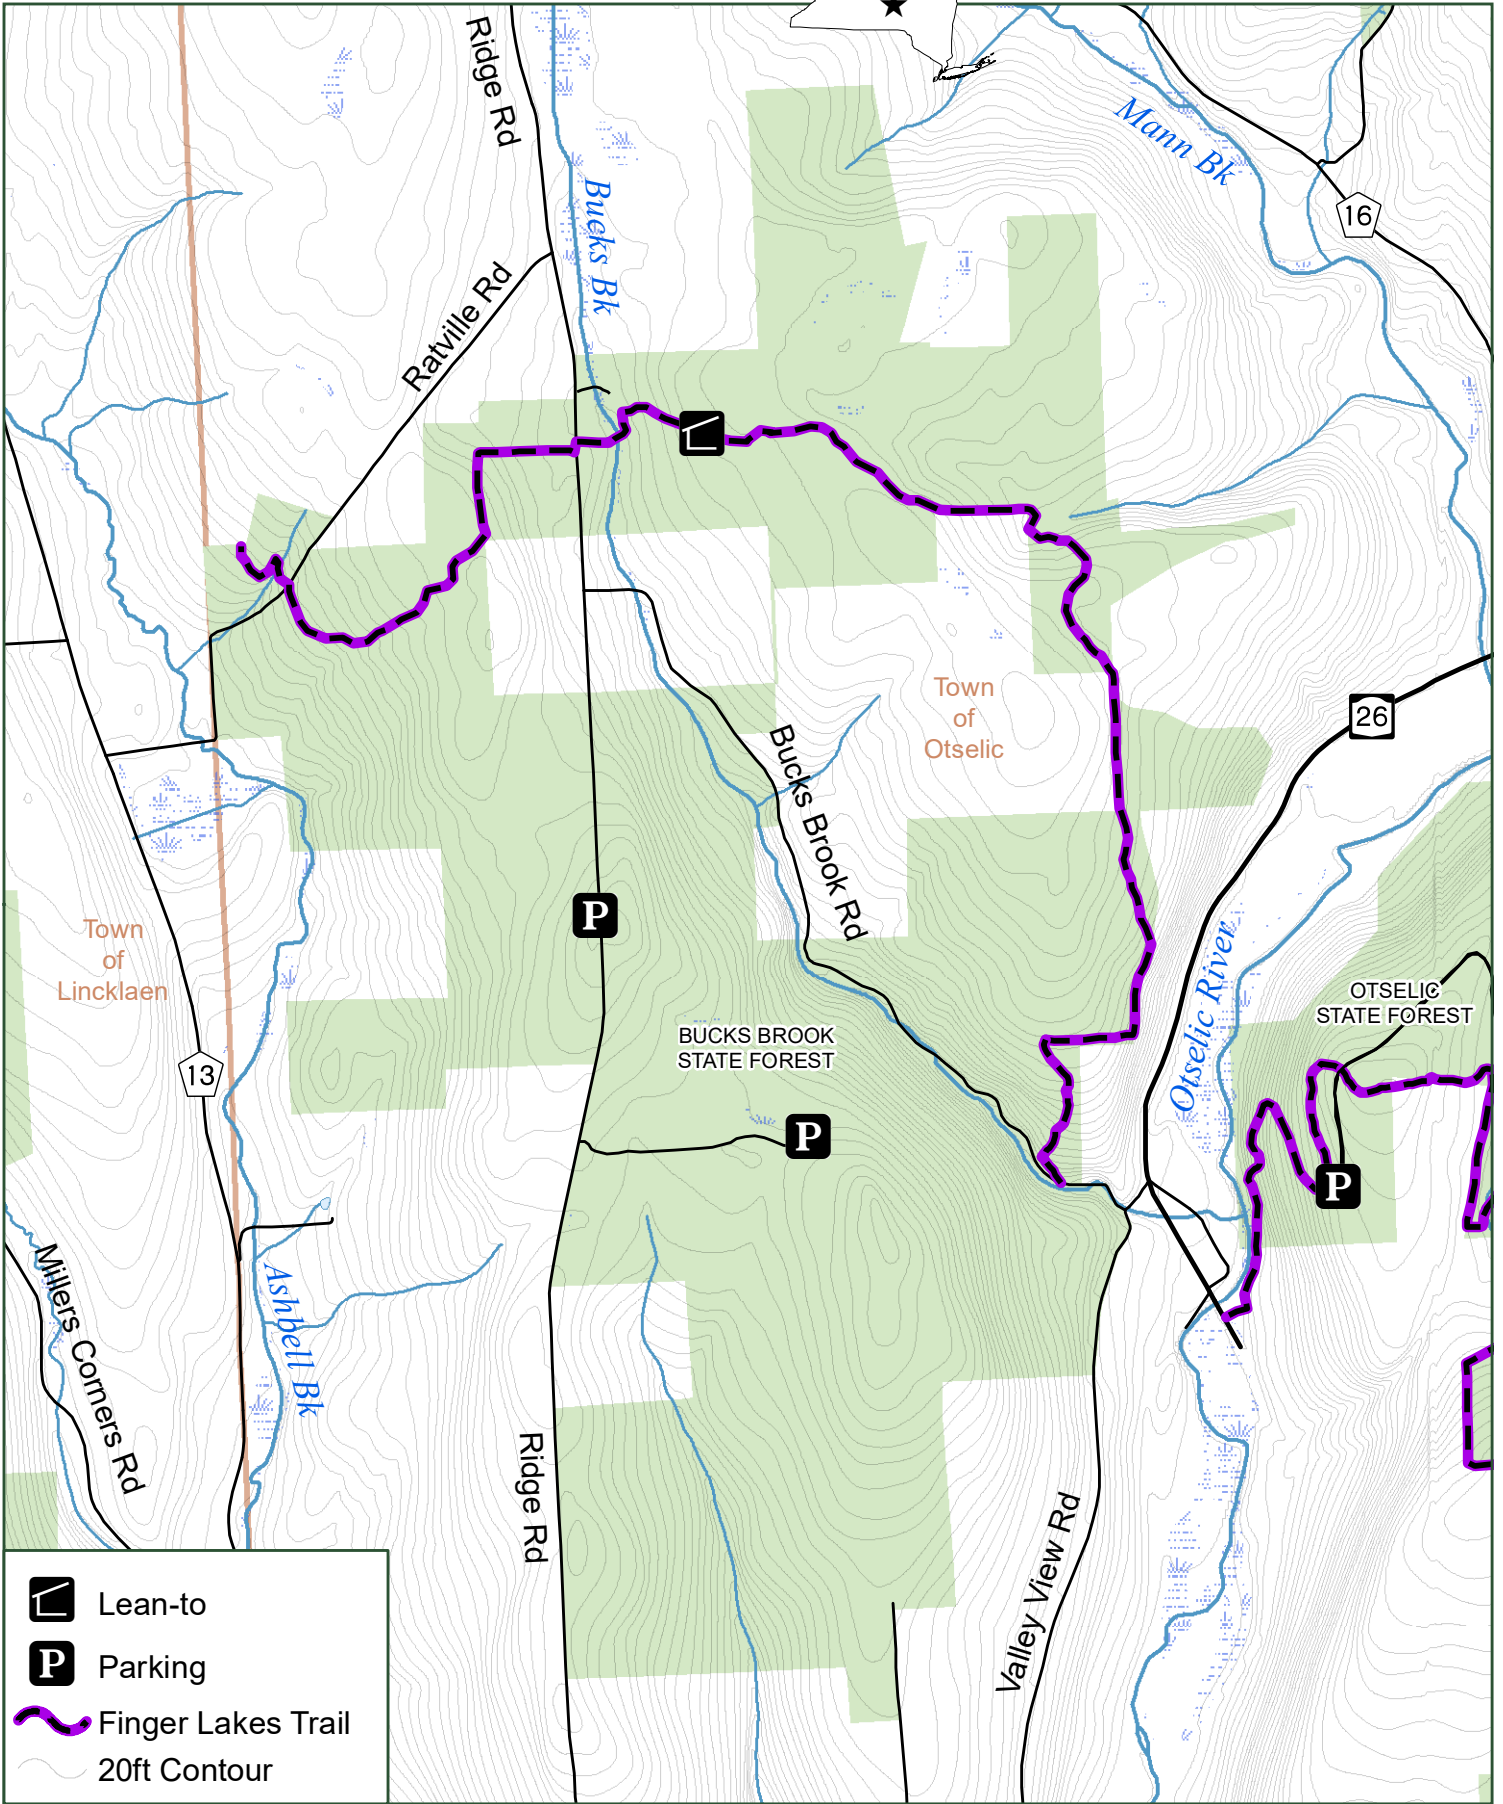 Ridge Rd
Bucks Bk
Mann Bk
16
Ratville Rd
Town
of
Otselic
26
Bucks Brook Rd
P
Town
of
Lincklaen
Otselic River
OTSELIC
STATE FOREST
BUCKS BROOK
STATE FOREST
13
P
P
Millers Corners Rd
Ashbell Bk
Ridge Rd
Valley View Rd
Lean-to
P
Parking
Finger Lakes Trail
20ft Contour